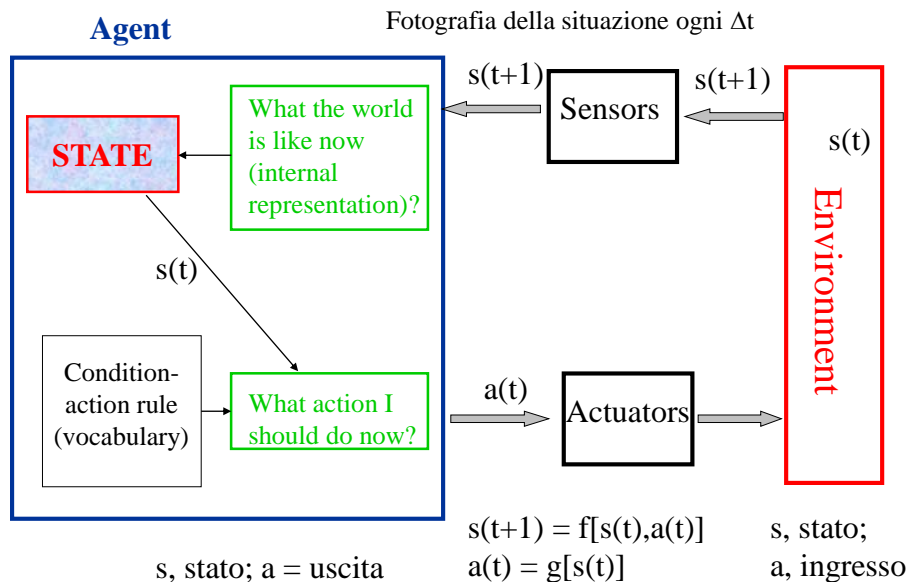 Agent
Fotografia della situazione ogni Δt
s(t+1)
s(t+1)
What the world
is like now
(internal
representation)?
Sensors
STATE
s(t)
Environment
s(t)
Condition-
action rule
(vocabulary)
What action I
should do now?
a(t)
Actuators
s(t+1) = f[s(t),a(t)]
a(t) = g[s(t)]
s, stato;
a, ingresso
s, stato; a = uscita